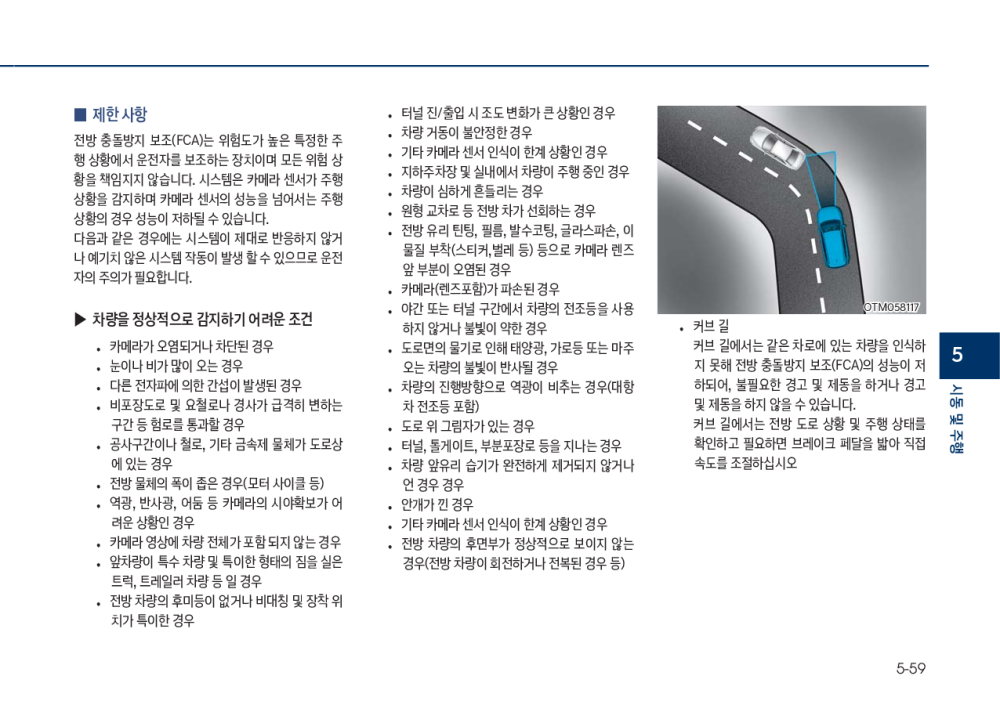 ■ 제한 사항
전방 충돌방지 보조(FCA)는 위험도가 높은 특정한 주
행 상황에서 운전자를 보조하는 장치이며 모든 위험 상
황을 책임지지 않습니다. 시스템은 카메라 센서가 주행
상황을 감지하며 카메라 센서의 성능을 넘어서는 주행
상황의 경우 성능이 저하될 수 있습니다.
다음과 같은 경우에는 시스템이 제대로 반응하지 않거
나 예기치 않은 시스템 작동이 발생 할 수 있으므로 운전
자의 주의가 필요합니다.
▶ 차량을 정상적으로 감지하기 어려운 조건
• 카메라가 오염되거나 차단된 경우
• 눈이나 비가 많이 오는 경우
• 다른 전자파에 의한 간섭이 발생된 경우
• 비포장도로 및 요철로나 경사가 급격히 변하는
구간 등 험로를 통과할 경우
• 공사구간이나 철로, 기타 금속제 물체가 도로상
에 있는 경우
• 전방 물체의 폭이 좁은 경우(모터 사이클 등)
• 역광, 반사광, 어둠 등 카메라의 시야확보가 어
려운 상황인 경우
• 카메라 영상에 차량 전체가 포함 되지 않는 경우
• 앞차량이 특수 차량 및 특이한 형태의 짐을 실은
트럭, 트레일러 차량 등 일 경우
• 전방 차량의 후미등이 없거나 비대칭 및 장착 위
치가 특이한 경우
• 터널 진/출입 시 조도 변화가 큰 상황인 경우
• 차량 거동이 불안정한 경우
• 기타 카메라 센서 인식이 한계 상황인 경우
• 지하주차장 및 실내에서 차량이 주행 중인 경우
• 차량이 심하게 흔들리는 경우
• 원형 교차로 등 전방 차가 선회하는 경우
• 전방 유리 틴팅, 필름, 발수코팅, 글라스파손, 이
물질 부착(스티커,벌레 등) 등으로 카메라 렌즈
앞 부분이 오염된 경우
• 카메라(렌즈포함)가 파손된 경우
• 야간 또는 터널 구간에서 차량의 전조등을 사용
하지 않거나 불빛이 약한 경우
• 도로면의 물기로 인해 태양광, 가로등 또는 마주
오는 차량의 불빛이 반사될 경우
• 차량의 진행방향으로 역광이 비추는 경우(대항
차 전조등 포함)
• 도로 위 그림자가 있는 경우
• 터널, 톨게이트, 부분포장로 등을 지나는 경우
• 차량 앞유리 습기가 완전하게 제거되지 않거나
언 경우 경우
• 안개가 낀 경우
• 기타 카메라 센서 인식이 한계 상황인 경우
• 전방 차량의 후면부가 정상적으로 보이지 않는
경우(전방 차량이 회전하거나 전복된 경우 등)
OTM058117
• 커브 길
커브 길에서는 같은 차로에 있는 차량을 인식하
지 못해 전방 충돌방지 보조(FCA)의 성능이 저
하되어, 불필요한 경고 및 제동을 하거나 경고
및 제동을 하지 않을 수 있습니다.
커브 길에서는 전방 도로 상황 및 주행 상태를
확인하고 필요하면 브레이크 페달을 밟아 직접
속도를 조절하십시오
5
시동 및 주행
5-59